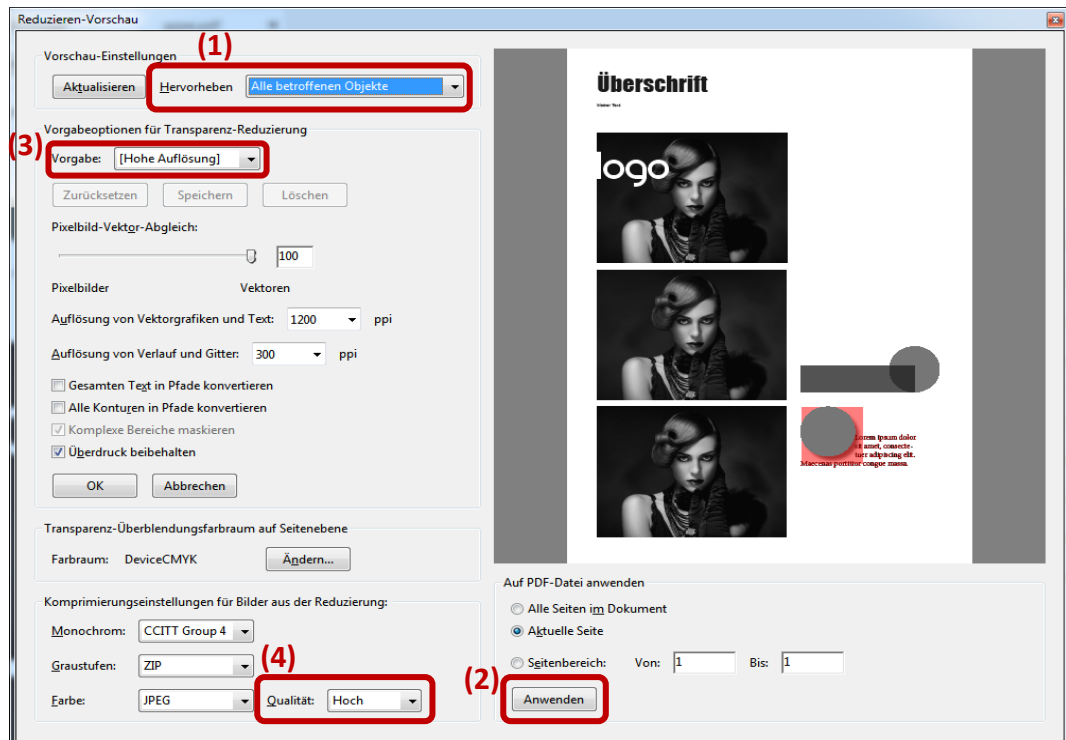 Reduzieren-Vorschau
(1)
Vorschau-Einstellungen
Aktualisieren Hervorheben Alle betroffenen Objekte
Vorgabeoptionen für Transparenz-Reduzierung
(3)
Vorgabe: [Hohe Auflösung]
Zurücksetzen Speichern Löschen
Pixelbild-Vektor-Abgleich:
100
Pixelbilder Vektoren
Auflösung von Vektorgrafiken und Text: 1200 ppi
Auflösung von Verlauf und Gitter: 300 ppi
Gesamten Text in Pfade konvertieren
Alle Konturen in Pfade konvertieren
Komplexe Bereiche maskieren
Überdruck beibehalten
OK Abbrechen
Transparenz-Überblendungsfarbraum auf Seitenebene
Farbraum: DeviceCMYK Ändern...
Komprimierungseinstellungen für Bilder aus der Reduzierung:
Monochrom: CCITT Group 4
Graustufen: ZIP
(4)
Farbe: JPEG Qualität: Hoch
Überschrift
logo
Lorem ipsum dolor
sit amet, consecte-
tuer adipiscing elit.
Maecenas porttitor congue massa.
Auf PDF-Datei anwenden
Alle Seiten im Dokument
Aktuelle Seite
Seitenbereich: Von: 1 Bis: 1
(2)
Anwenden